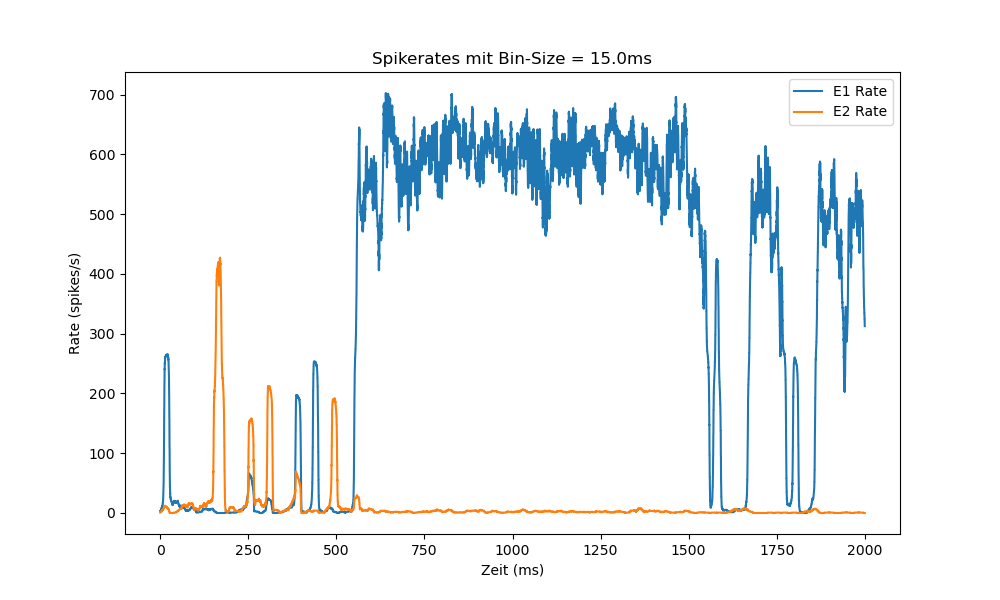 Spikerates mit Bin-Size = 15.0ms
E1 Rate
E2 Rate
Rate (spikes/s)
700
600
500
400
300
200
100
0
0 250 500 750 1000 1250 1500 1750 2000
Zeit (ms)